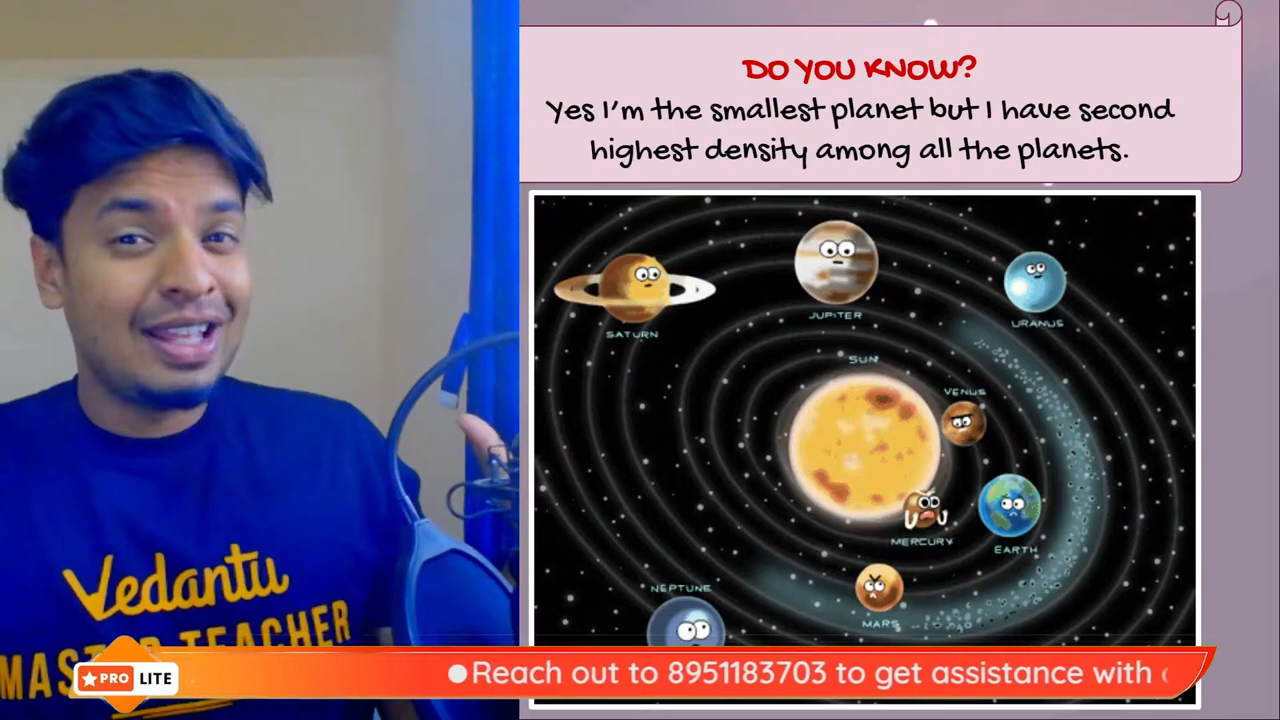 DO YOU KNOW?
Yes I'm the smallest planet but I have second
highest density among all the planets.
SATURN
JUPITER
URANUS
SUN
VENUS
MERCURY
EARTH
MARS
NEPTUNE
Vedantu
MASTER TEACHER
PRO LITE
●Reach out to 8951183703 to get assistance with